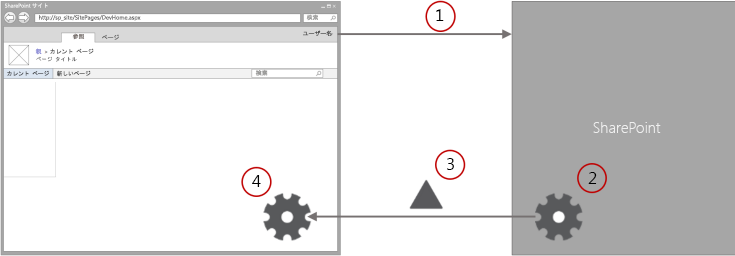 SharePoint サイト
http://sp_site/SitePages/DevHome.aspx
検索
ユーザー名
参照
ページ
親 ▸ カレント ページ
ページ タイトル
カレント ページ
新しいページ
検索
1
SharePoint
3
2
4